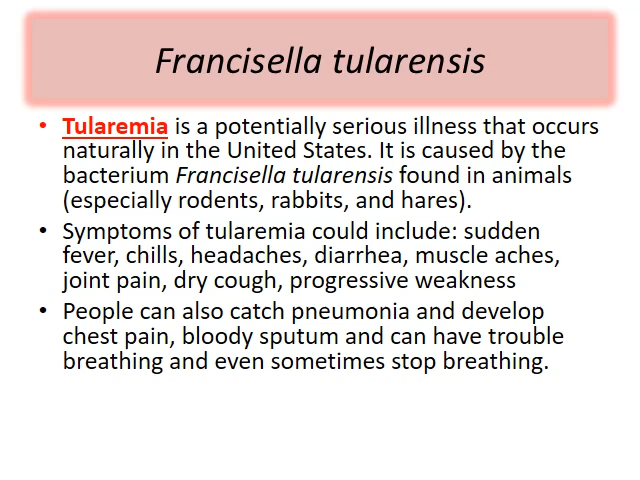 Francisella tularensis
• Tularemia is a potentially serious illness that occurs
naturally in the United States. It is caused by the
bacterium Francisella tularensis found in animals
(especially rodents, rabbits, and hares).
• Symptoms of tularemia could include: sudden
fever, chills, headaches, diarrhea, muscle aches,
joint pain, dry cough, progressive weakness
• People can also catch pneumonia and develop
chest pain, bloody sputum and can have trouble
breathing and even sometimes stop breathing.